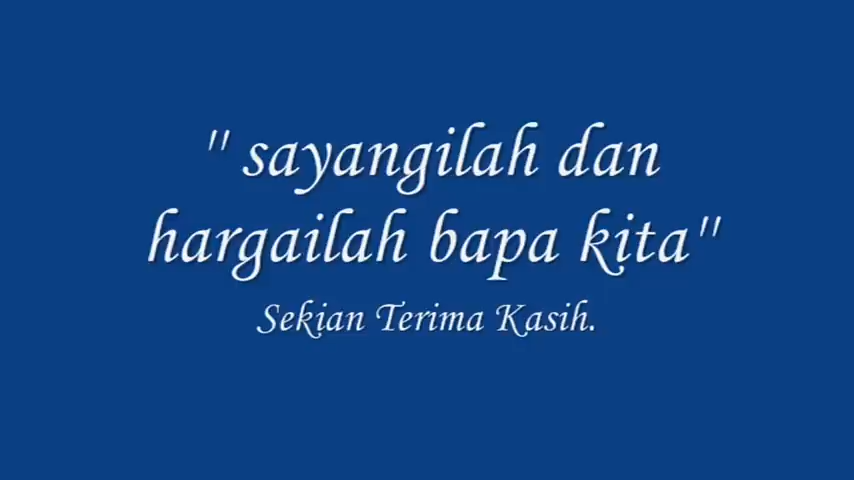 " sayangilah dan
hargailah bapa kita"
Sekian Terima Kasih.